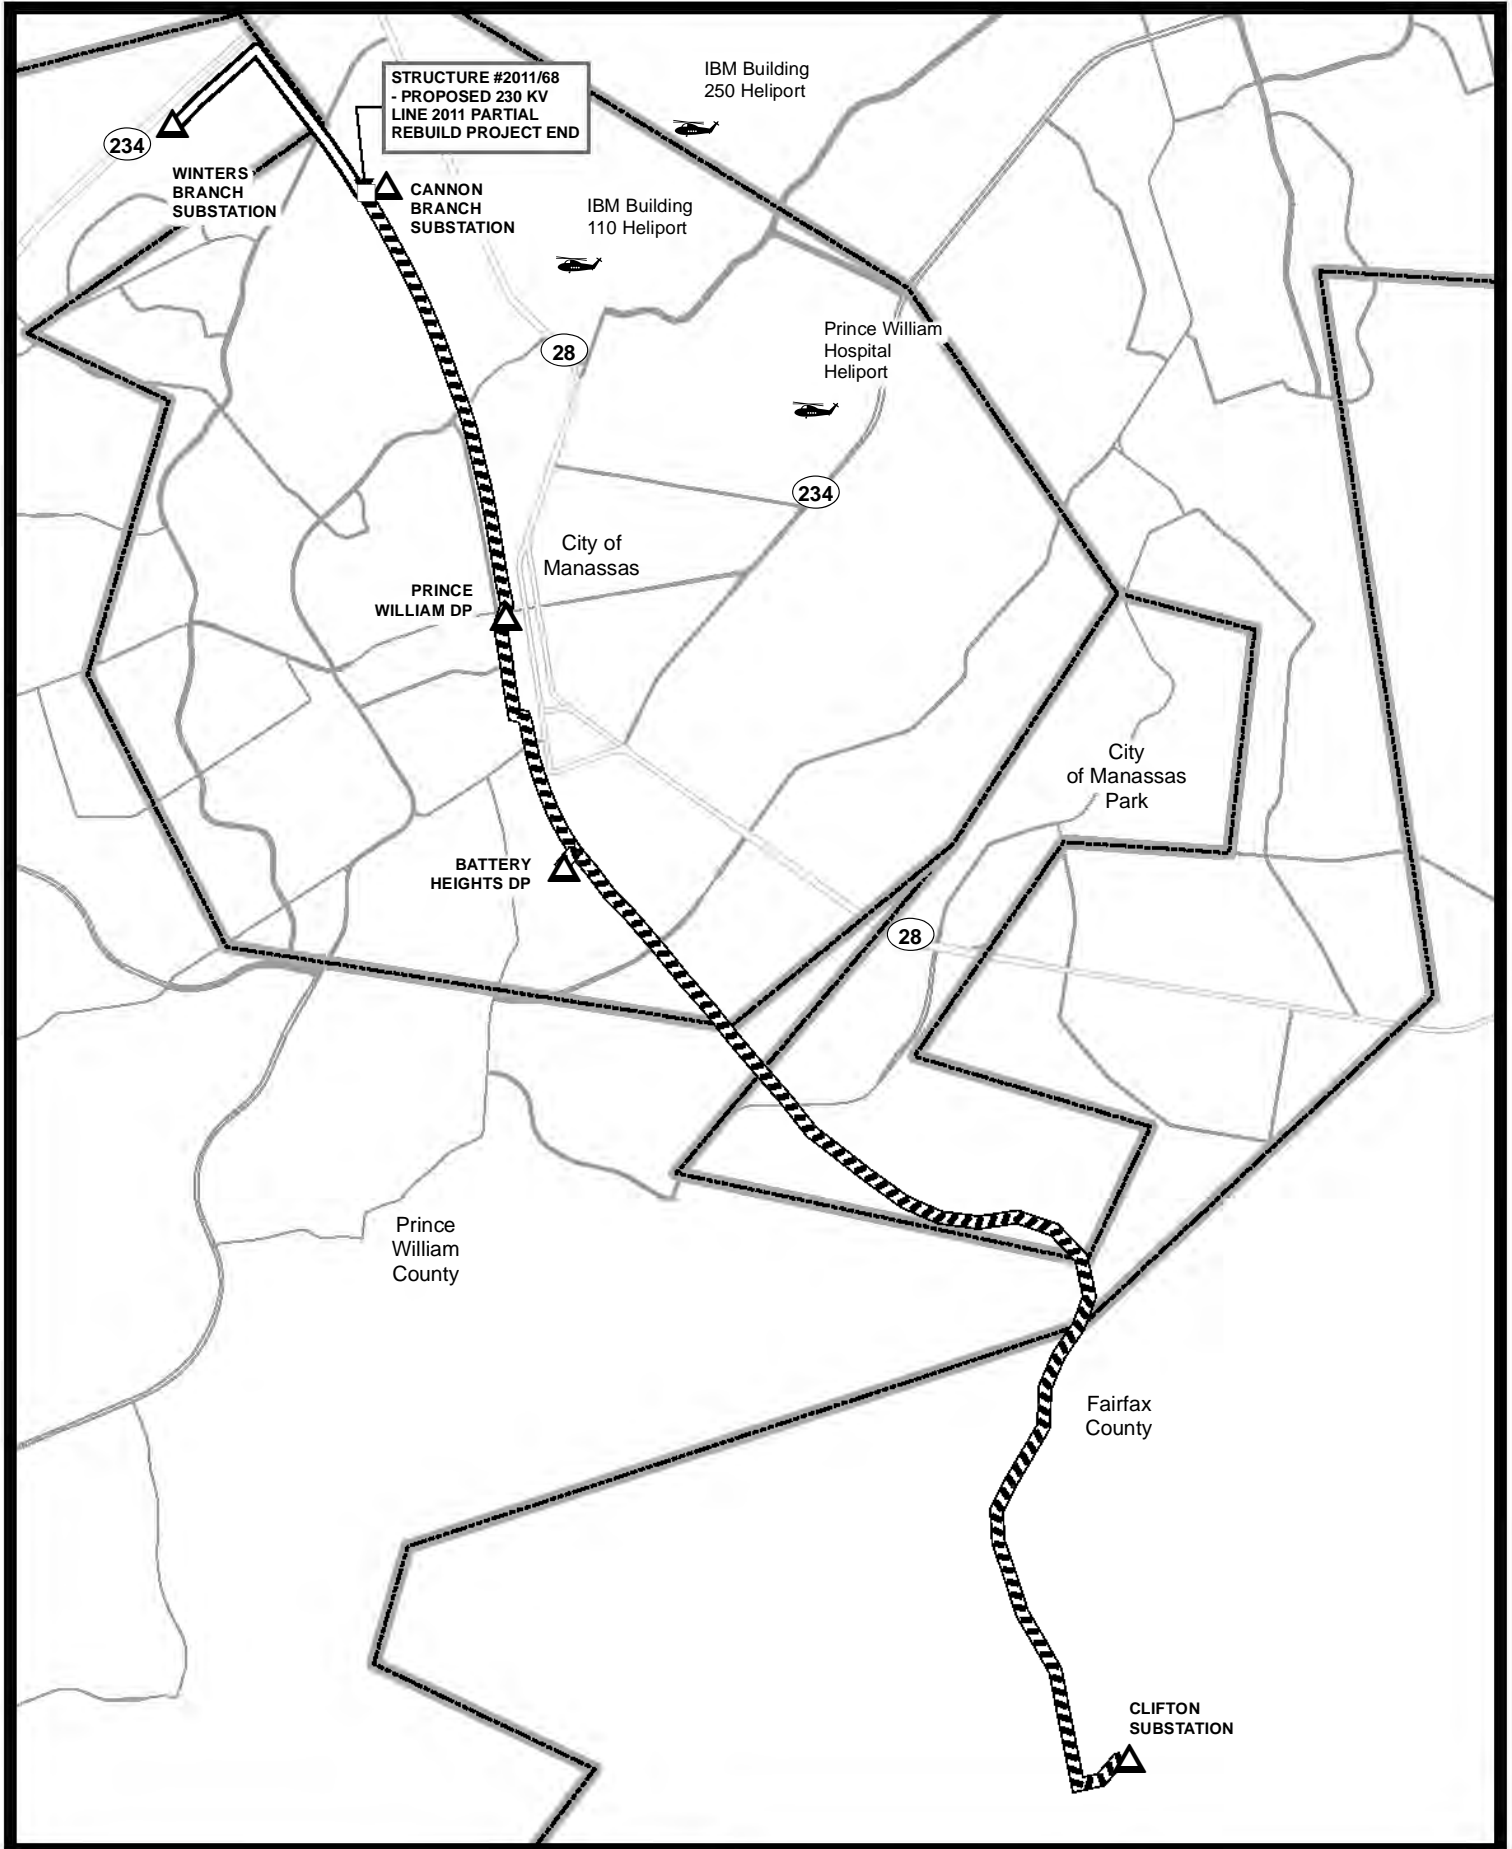 STRUCTURE #2011/68
- PROPOSED 230 KV
LINE 2011 PARTIAL
REBUILD PROJECT END
IBM Building
250 Heliport
234
WINTERS
BRANCH
SUBSTATION
CANNON
BRANCH
SUBSTATION
IBM Building
110 Heliport
28
Prince William
Hospital
Heliport
234
City of
Manassas
PRINCE
WILLIAM DP
City
of Manassas
Park
BATTERY
HEIGHTS DP
28
Prince
William
County
Fairfax
County
CLIFTON
SUBSTATION